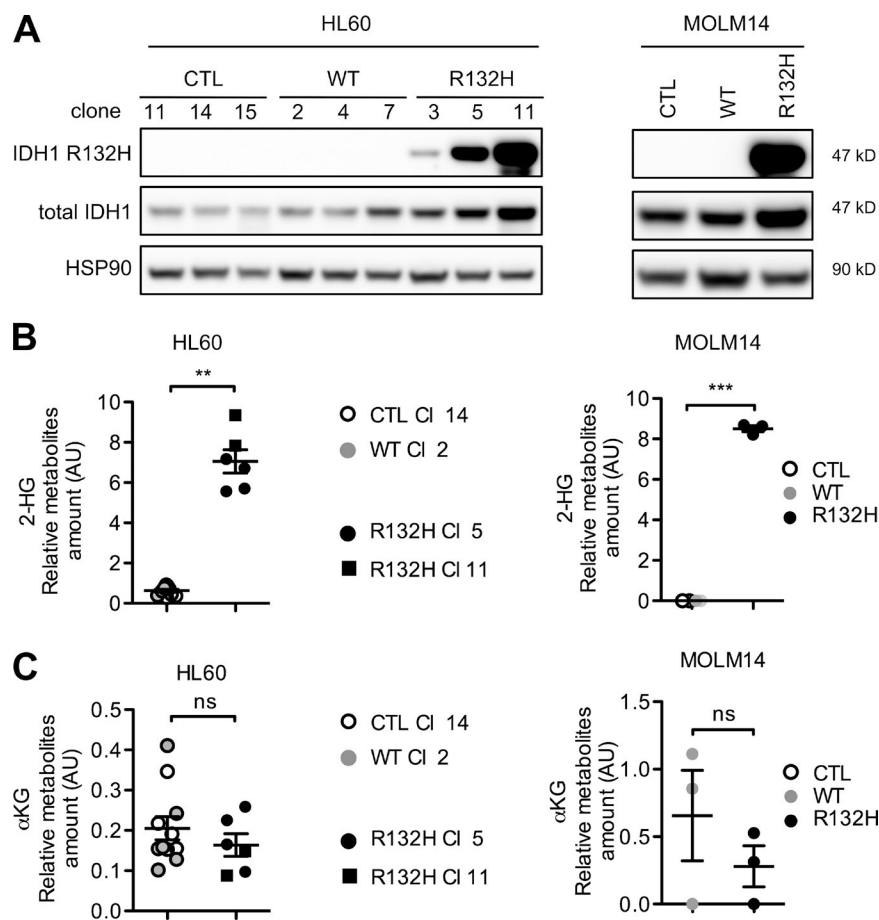 A
HL60
MOLM14
CTL WT R132H
CTL WT R132H
clone 11 14 15 2 4 7 3 5 11
IDH1 R132H
47 kD
total IDH1
47 kD
HSP90
90 kD
B
HL60
MOLM14
2-HG
Relative metabolites
amount (AU)
10
8
6
4
2
0
**
CTL Cl 14
WT Cl 2
R132H Cl 5
R132H Cl 11
2-HG
Relative metabolites
amount (AU)
10
8
6
4
2
0
***
CTL
WT
R132H
C
HL60
MOLM14
αKG
Relative metabolites
amount (AU)
0.5
0.4
0.3
0.2
0.1
0.0
ns
CTL Cl 14
WT Cl 2
R132H Cl 5
R132H Cl 11
αKG
Relative metabolites
amount (AU)
1.5
1.0
0.5
0.0
ns
CTL
WT
R132H